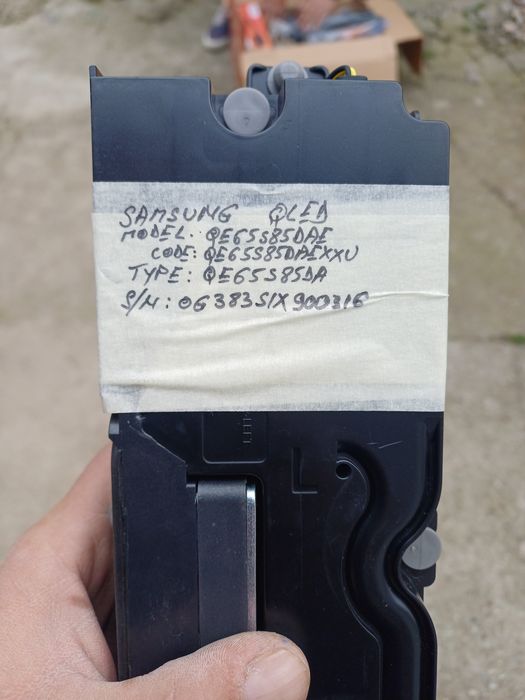 SAMSUNG QLED
MODEL: QE65S85DAE
CODE: QE65S85DAEXXU
TYPE: QE65S85DA
S/N: 06383SIX900316
L